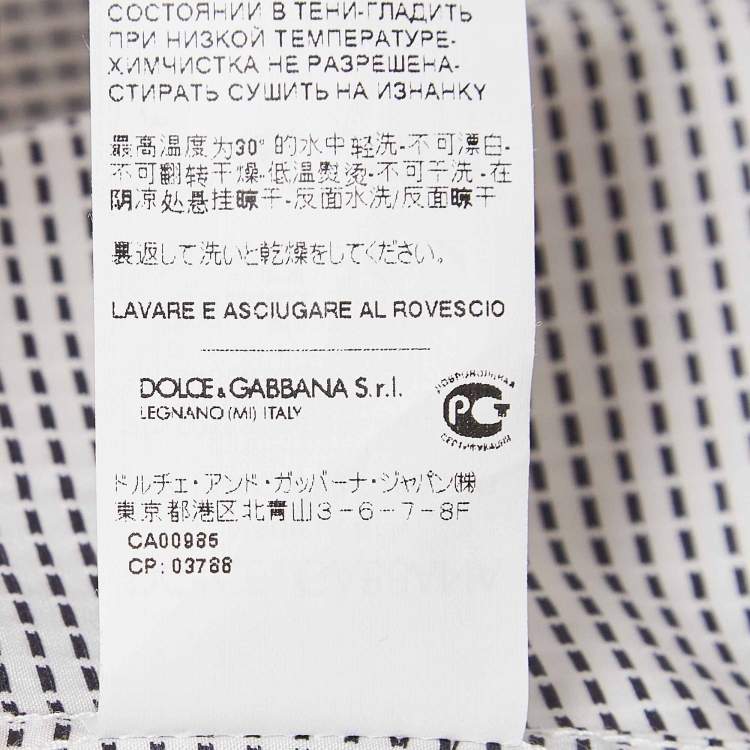 СОСТОЯНИИ В ТЕНИ-ГЛАДИТЬ
ПРИ НИЗКОЙ ТЕМПЕРАТУРЕ-
ХИМЧИСТКА НЕ РАЗРЕШЕНА-
СТИРАТЬ СУШИТЬ НА ИЗНАНКУ
最高温度为30°的水中轻洗-不可漂白-
不可翻转干燥-低温熨烫-不可干洗-在
阴凉处悬挂晾干-反面水洗/反面晾干
裏返して洗いと乾燥をしてください。
LAVARE E ASCIUGARE AL ROVESCIO
DOLCE & GABBANA S.r.l.
LEGNANO (MI) ITALY
ДОБРОВОЛЬНАЯ
РСТ
СЕРТИФИКАЦИЯ
ドルチェ・アンド・ガッバーナ・ジャパン(株)
東京都港区北青山3-6-7-8F
CA00985
CP: 03788